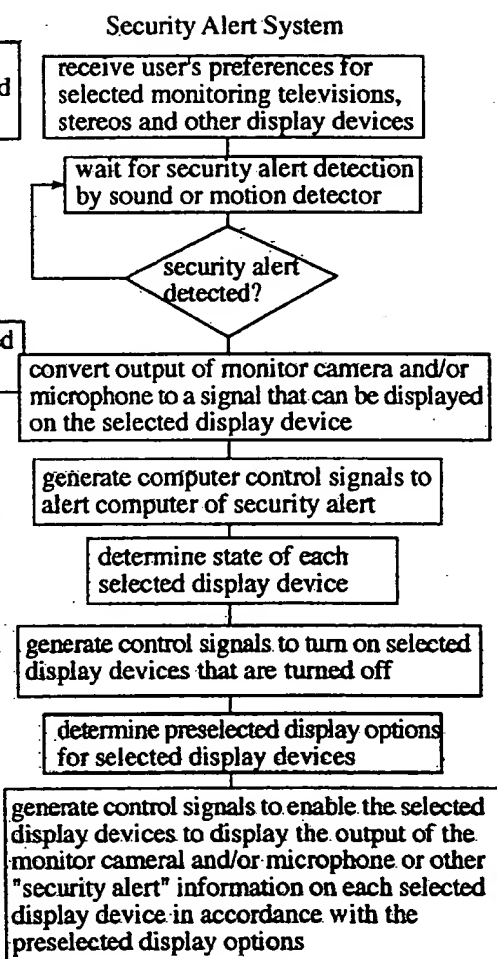 Security Alert System
receive user's preferences for
selected monitoring televisions,
stereos and other display devices
wait for security alert detection
by sound or motion detector
security alert
detected?
convert output of monitor camera and/or
microphone to a signal that can be displayed
on the selected display device
generate computer control signals to
alert computer of security alert
determine state of each
selected display device
generate control signals to turn on selected
display devices that are turned off
determine preselected display options
for selected display devices
generate control signals to enable the selected
display devices to display the output of the
monitor cameral and/or microphone or other
"security alert" information on each selected
display device in accordance with the
preselected display options